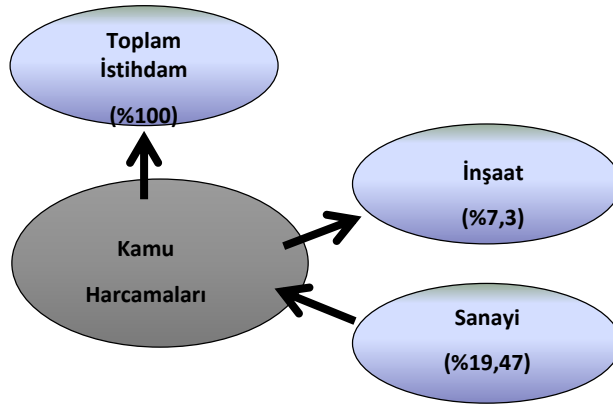 Toplam
İstihdam
(%100)
İnşaat
(%7,3)
Kamu
Harcamaları
Sanayi
(%19,47)